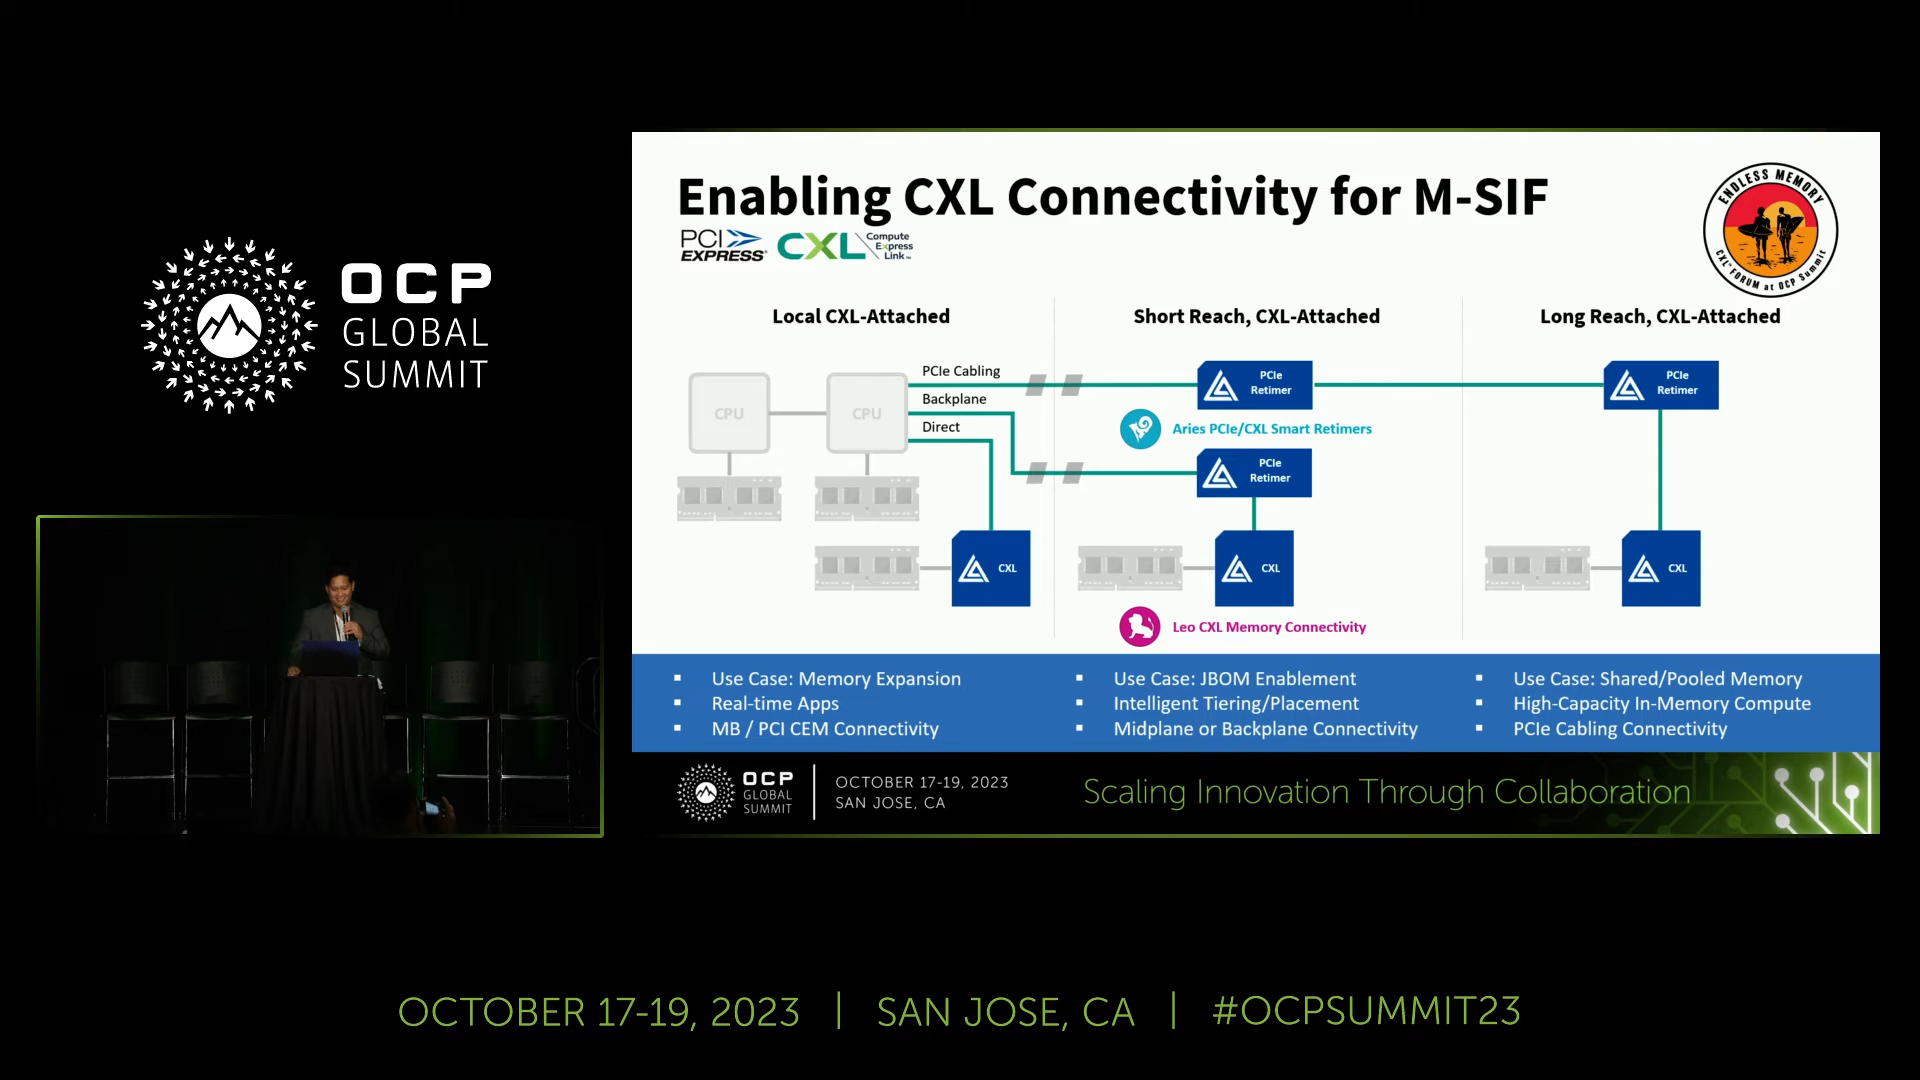 OCP
GLOBAL
SUMMIT
Enabling CXL Connectivity for M-SIF
PCI
EXPRESS®
CXL
Compute
Express
Link™
ENDLESS MEMORY
CXL™ FORUM at OCP Summit
Local CXL-Attached
Short Reach, CXL-Attached
Long Reach, CXL-Attached
CPU
CPU
PCIe Cabling
Backplane
Direct
PCIe
Retimer
PCIe
Retimer
Aries PCIe/CXL Smart Retimers
PCIe
Retimer
CXL
CXL
CXL
Leo CXL Memory Connectivity
▪ Use Case: Memory Expansion
▪ Real-time Apps
▪ MB / PCI CEM Connectivity
▪ Use Case: JBOM Enablement
▪ Intelligent Tiering/Placement
▪ Midplane or Backplane Connectivity
▪ Use Case: Shared/Pooled Memory
▪ High-Capacity In-Memory Compute
▪ PCIe Cabling Connectivity
OCP
GLOBAL
SUMMIT
OCTOBER 17-19, 2023
SAN JOSE, CA
Scaling Innovation Through Collaboration
OCTOBER 17-19, 2023 | SAN JOSE, CA | #OCPSUMMIT23